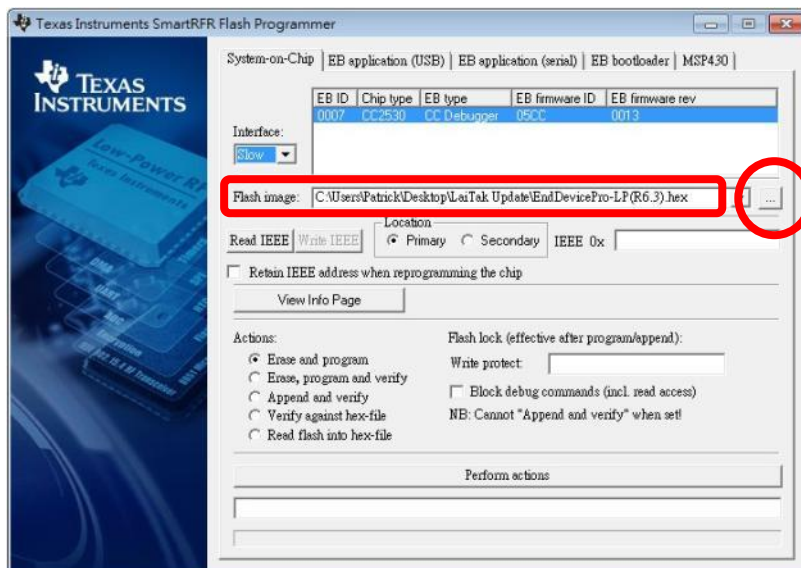 Texas Instruments SmartRFR Flash Programmer
TEXAS
INSTRUMENTS
Low-Power RF
Texas Instruments
System-on-Chip EB application (USB) EB application (serial) EB bootloader MSP430
EB ID Chip type EB type EB firmware ID EB firmware rev
0007 CC2530 CC Debugger 05CC 0013
Interface:
Slow
Flash image: C:\Users\Patrick\Desktop\LaiTak Update\EndDevicePro-LP(R6.3).hex ...
Location
Read IEEE Write IEEE Primary Secondary IEEE 0x
Retain IEEE address when reprogramming the chip
View Info Page
Actions: Flash lock (effective after program/append):
Erase and program
Write protect:
Erase, program and verify
Block debug commands (incl. read access)
Append and verify
NB: Cannot "Append and verify" when set!
Verify against hex-file
Read flash into hex-file
Perform actions